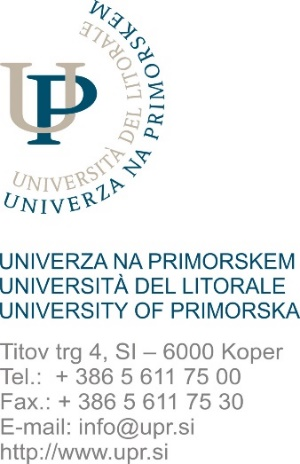 UP
UNIVERSITÀ DEL LITORALE
UNIVERZA NA PRIMORSKEM
UNIVERZA NA PRIMORSKEM
UNIVERSITÀ DEL LITORALE
UNIVERSITY OF PRIMORSKA
Titov trg 4, SI – 6000 Koper
Tel.: + 386 5 611 75 00
Fax.: + 386 5 611 75 30
E-mail: info@upr.si
http://www.upr.si